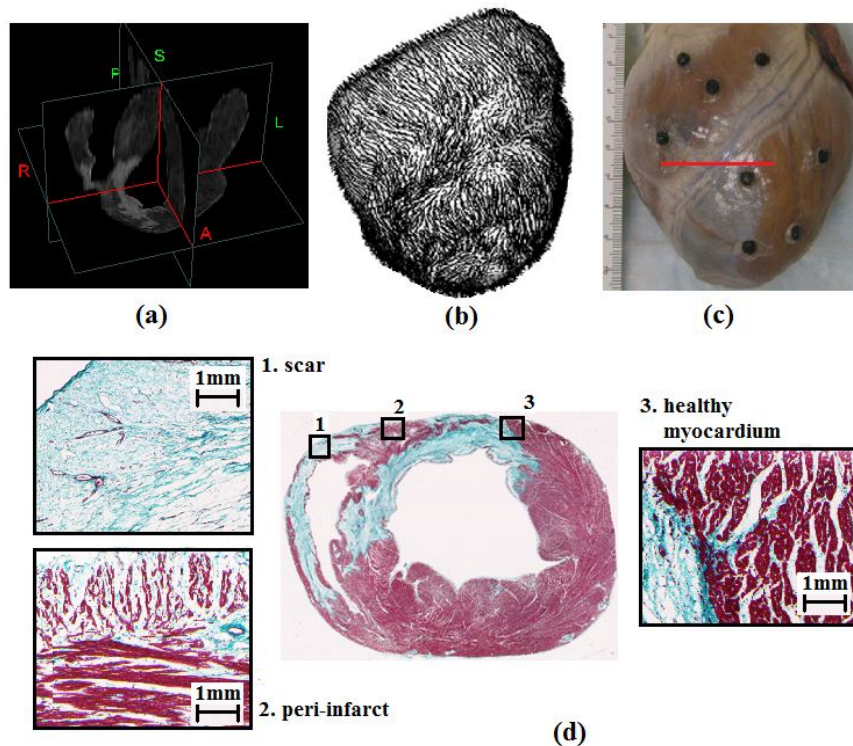 S
P
L
R
A
(a)
(b)
(c)
1mm
1. scar
1
2
3
3. healthy
myocardium
1mm
1mm
2. peri-infarct
(d)